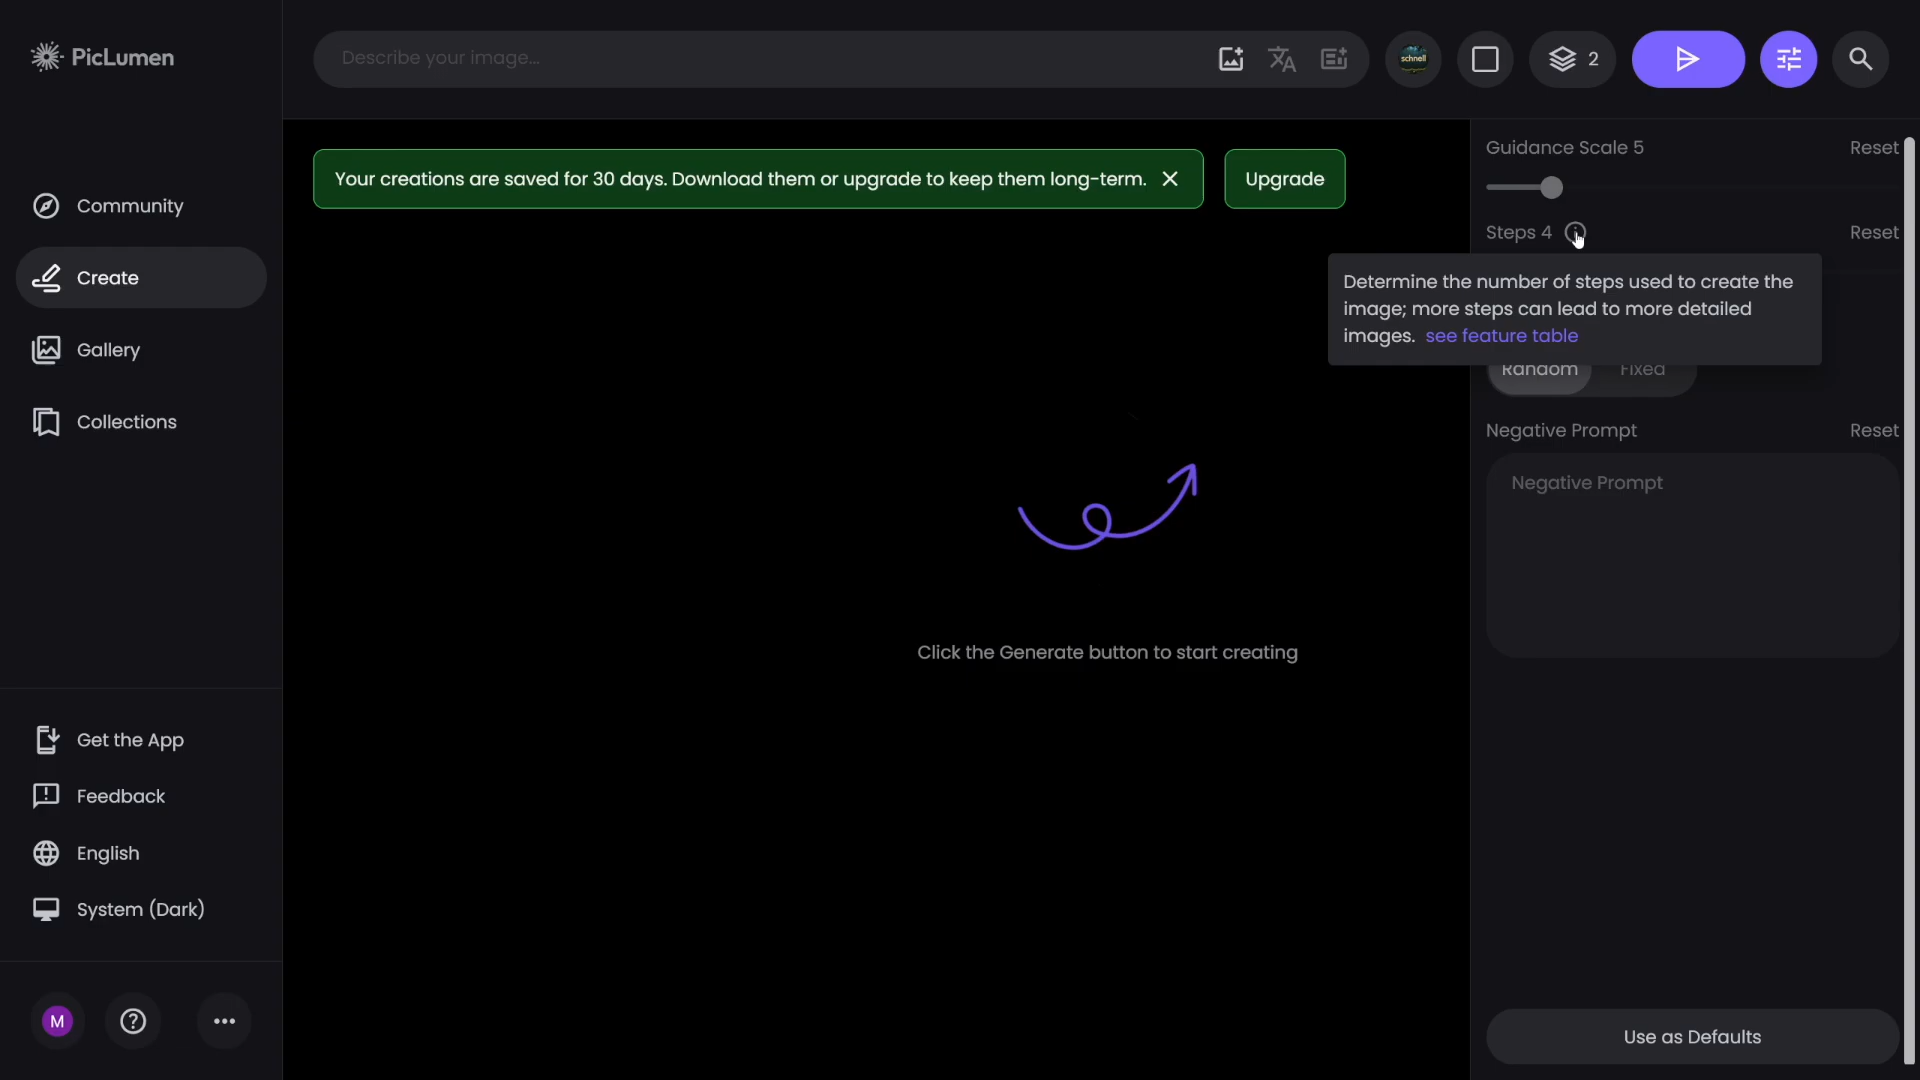 PicLumen
Describe your image...
schnell
2
Community
Create
Gallery
Collections
Get the App
Feedback
English
System (Dark)
M
Your creations are saved for 30 days. Download them or upgrade to keep them long-term.
Upgrade
Click the Generate button to start creating
Guidance Scale 5
Reset
Steps 4
Reset
Determine the number of steps used to create the
image; more steps can lead to more detailed
images. see feature table
Random
Fixed
Negative Prompt
Reset
Negative Prompt
Use as Defaults